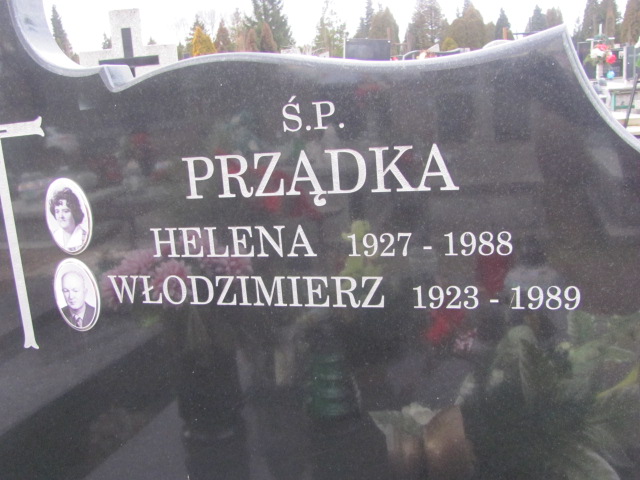 Ś.P.
PRZĄDKA
HELENA 1927 - 1988
WŁODZIMIERZ 1923 - 1989